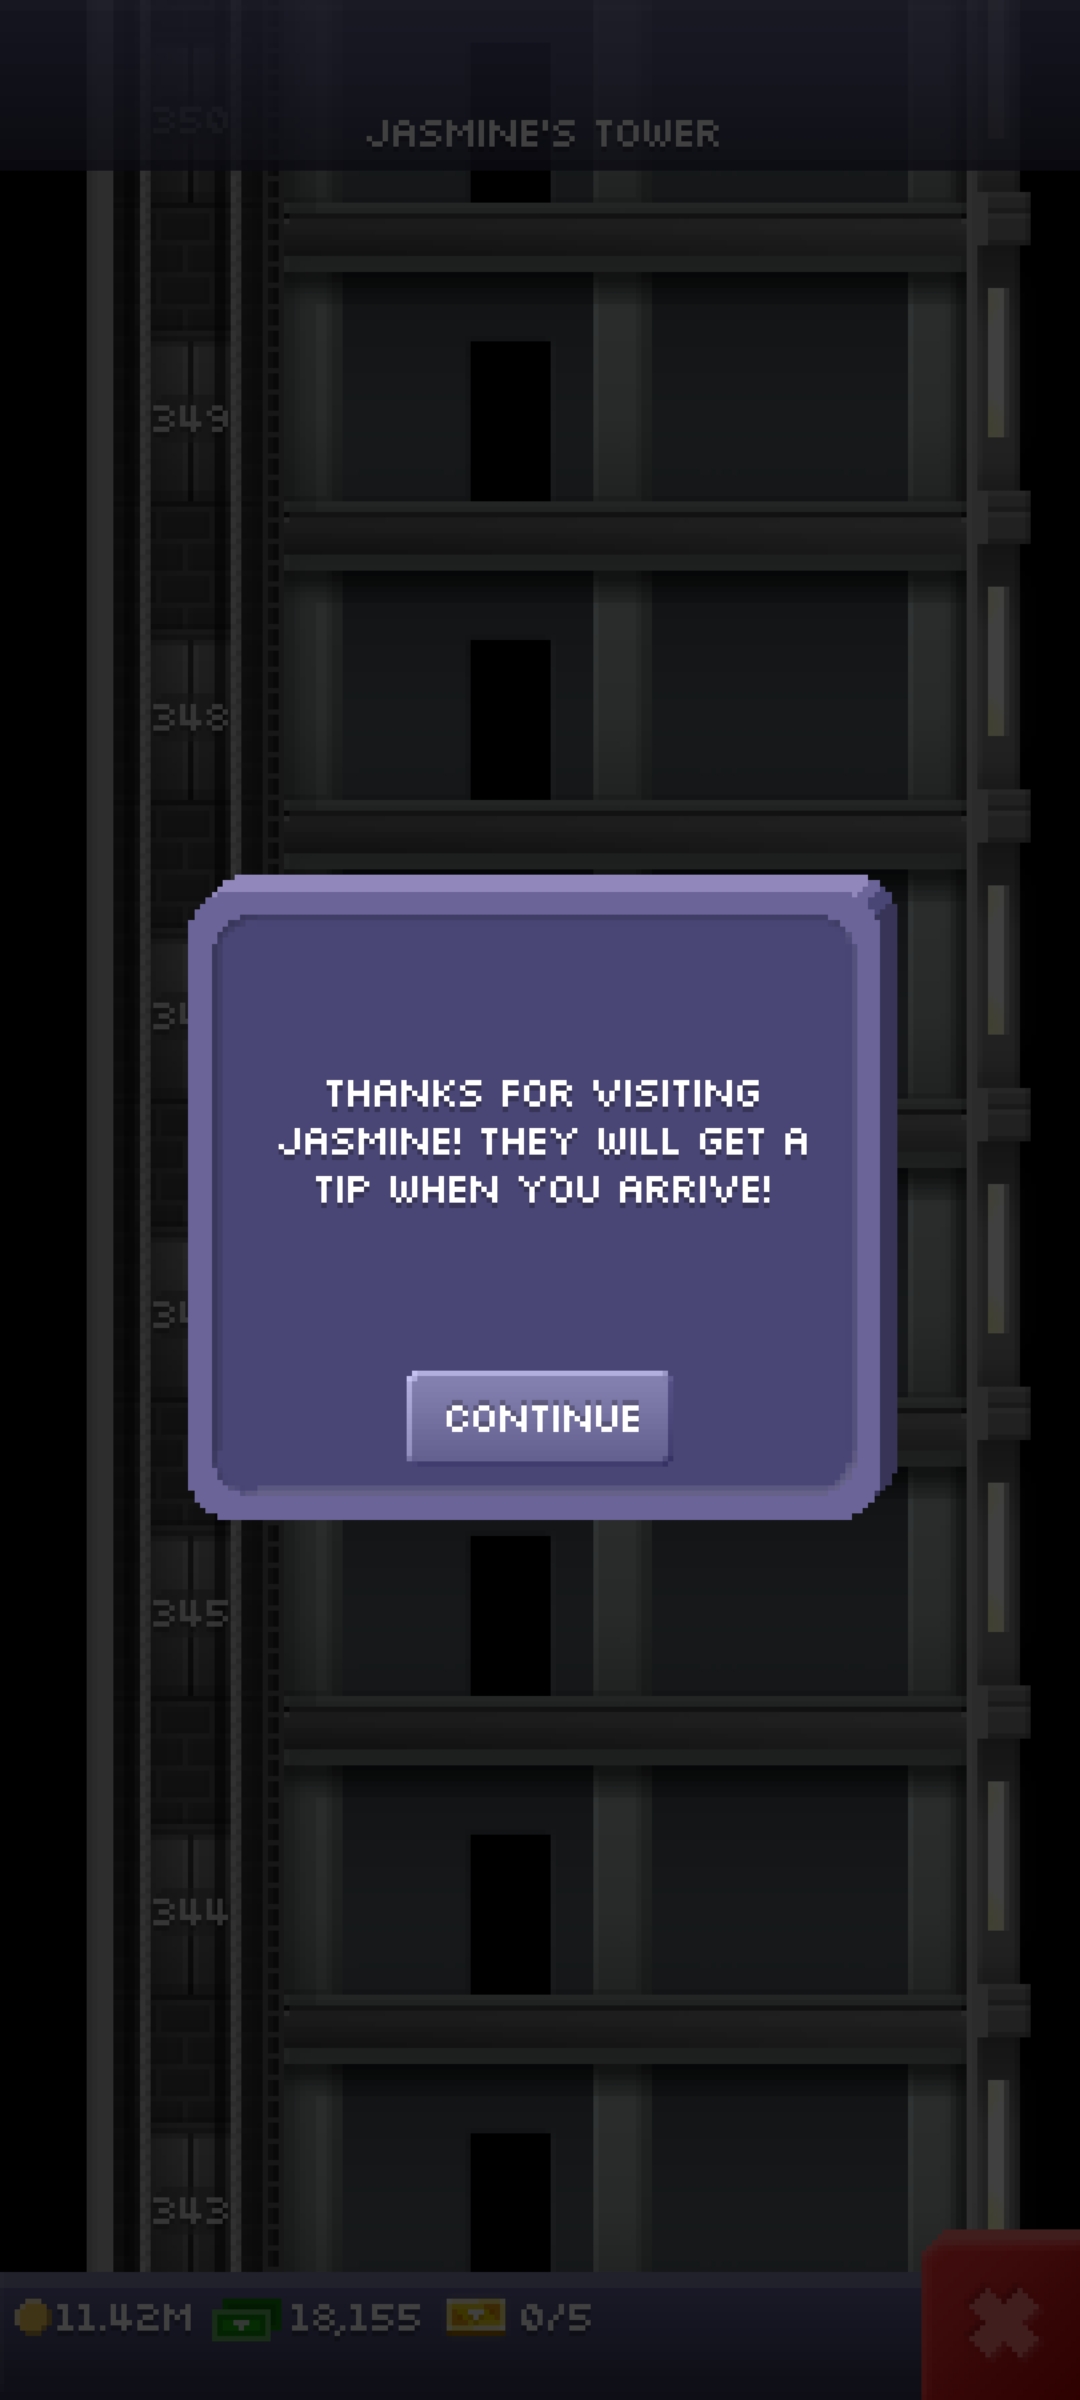 350
JASMINE'S TOWER
349
348
34
THANKS FOR VISITING
JASMINE! THEY WILL GET A
TIP WHEN YOU ARRIVE!
34
CONTINUE
345
344
343
11.42M 18,155 0/5